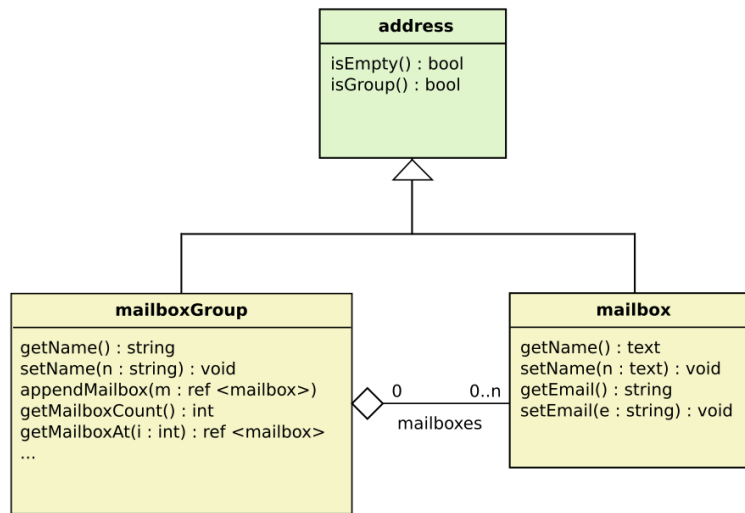 address
isEmpty() : bool
isGroup() : bool
mailboxGroup
getName() : string
setName(n : string) : void
appendMailbox(m : ref <mailbox>)
getMailboxCount() : int
getMailboxAt(i : int) : ref <mailbox>
...
0
0..n
mailboxes
mailbox
getName() : text
setName(n : text) : void
getEmail() : string
setEmail(e : string) : void